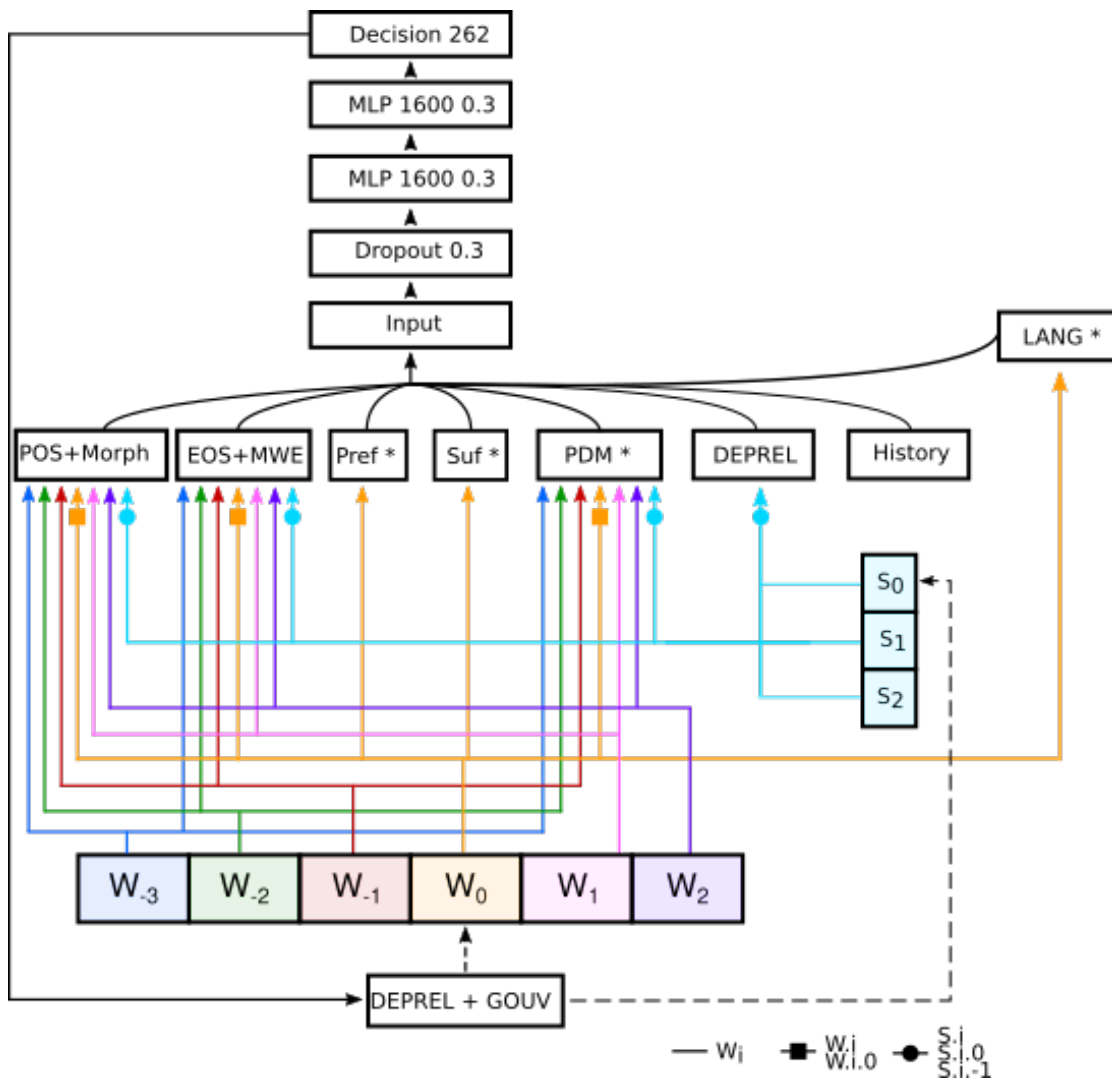 Decision 262
MLP 1600 0.3
MLP 1600 0.3
Dropout 0.3
Input
LANG *
POS+Morph
EOS+MWE
Pref *
Suf *
PDM *
DEPREL
History
S0
S1
S2
W-3
W-2
W-1
W0
W1
W2
DEPREL + GOUV
Wi
W.i
W.i.0
S.i
S.i.0
S.i.-1